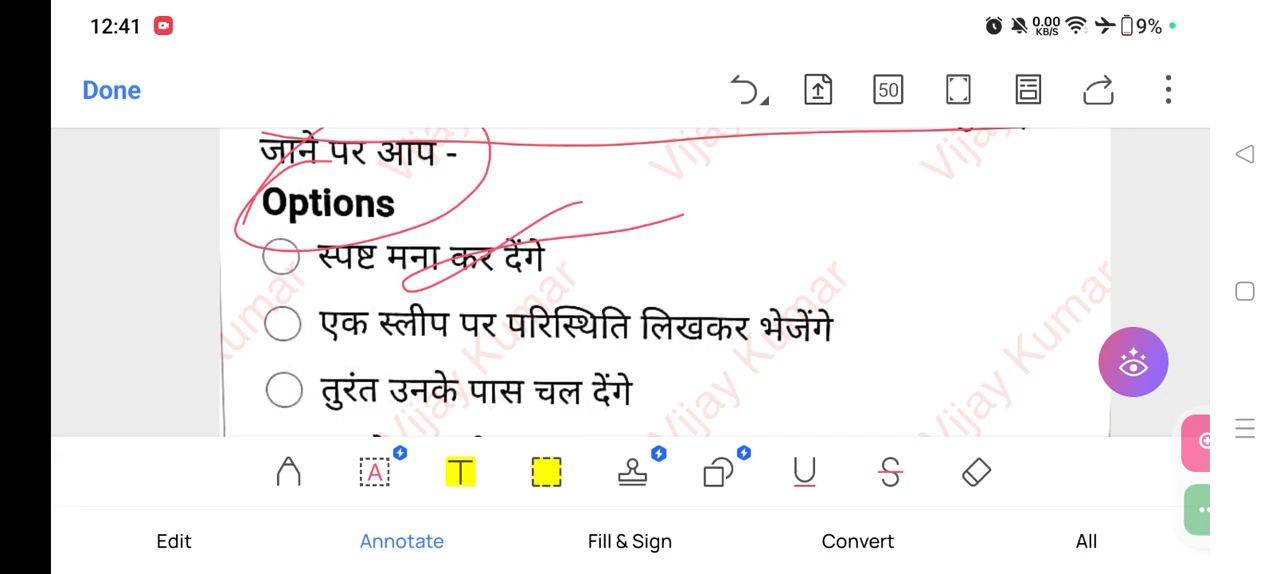 12:41
0.00 KB/S
9%
Done
50
जाने पर आप -
Options
स्पष्ट मना कर देंगे
एक स्लीप पर परिस्थिति लिखकर भेजेंगे
तुरंत उनके पास चल देंगे
Vijay Kumar
A
T
U
S
Edit
Annotate
Fill & Sign
Convert
All